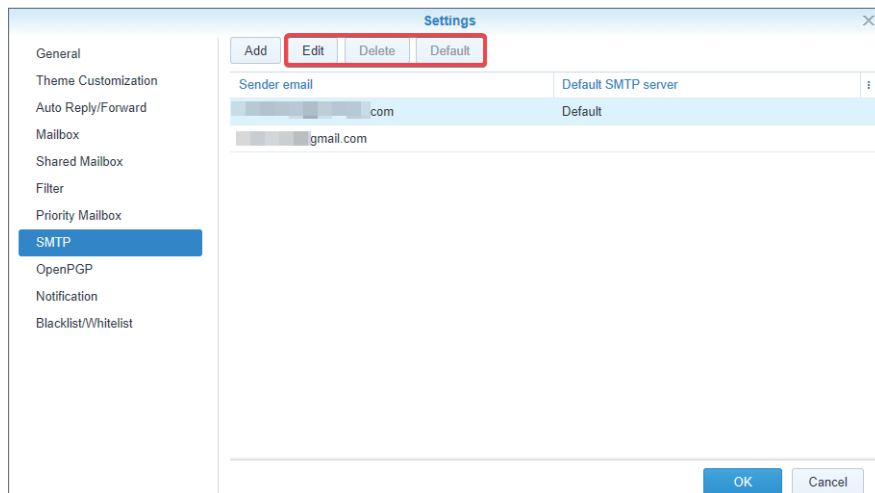 Settings
General
Theme Customization
Auto Reply/Forward
Mailbox
Shared Mailbox
Filter
Priority Mailbox
SMTP
OpenPGP
Notification
Blacklist/Whitelist
Add Edit Delete Default
Sender email Default SMTP server
com Default
gmail.com
OK Cancel